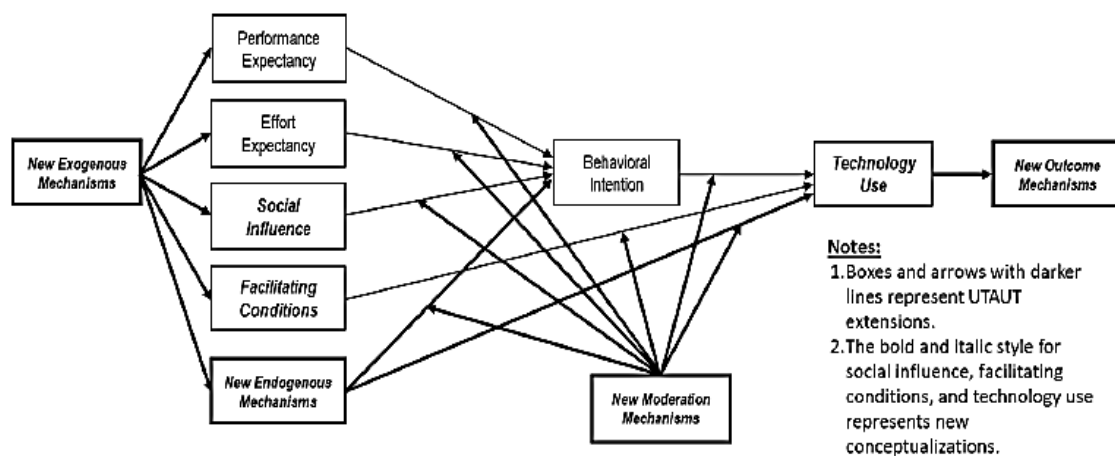 Performance
Expectancy
Effort
Expectancy
New Exogenous
Mechanisms
Social
Influence
Facilitating
Conditions
New Endogenous
Mechanisms
Behavioral
Intention
Technology
Use
New Outcome
Mechanisms
New Moderation
Mechanisms
Notes:
1.Boxes and arrows with darker
lines represent UTAUT
extensions.
2.The bold and italic style for
social influence, facilitating
conditions, and technology use
represents new
conceptualizations.